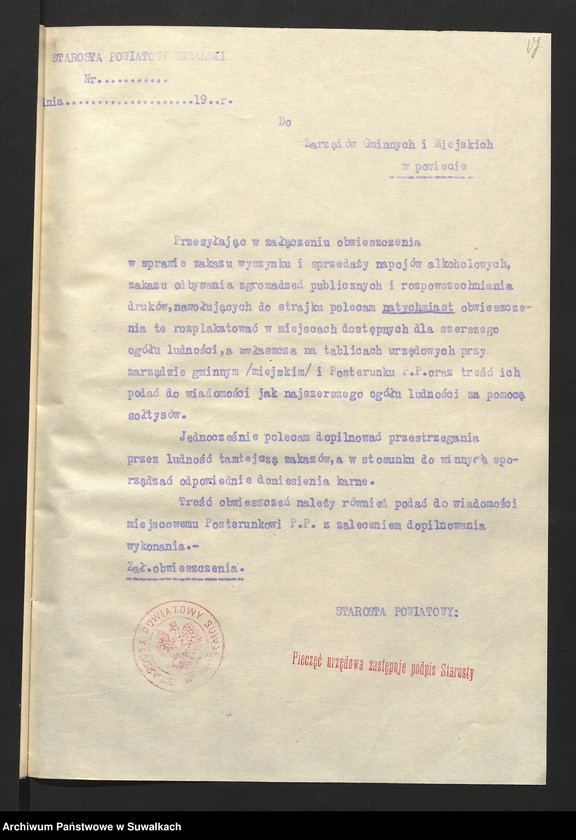 17
STAROSTA POWIATOWY SUWALSKI
Nr...........
dnia.....................19..r.
Do
Zarządów Gminnych i Miejskich
w powiecie
Przesyłając w załączeniu obwieszczenia
w sprawie zakazu wyszynku i sprzedaży napojów alkoholowych,
zakazu odbywania zgromadzeń publicznych i rozpowszechniania
druków,nawołujących do strajku polecam natychmiast obwieszcze-
nia te rozplakatować w miejscach dostępnych dla szerszego
ogółu ludności,a zwłaszcza na tablicach urzędowych przy
zarządzie gminnym /miejskim/ i Posterunku P.P.oraz treść ich
podać do wiadomości jak najszerszego ogółu ludności za pomocą
sołtysów.
Jednocześnie polecam dopilnować przestrzegania
przez ludność tamtejszą zakazów,a w stosunku do winnych spo-
rządzać odpowiednie doniesienia karne.
Treść obwieszczeń należy również podać do wiadomości
miejscowemu Posterunkowi P.P. z zaleceniem dopilnowania
wykonania.-
Zał.obwieszczenia.
STAROSTA POWIATOWY:
STAROSTA POWIATOWY SUWALSKI
Pieczęć urzędowa zastępuje podpis Starosty
Archiwum Państwowe w Suwałkach